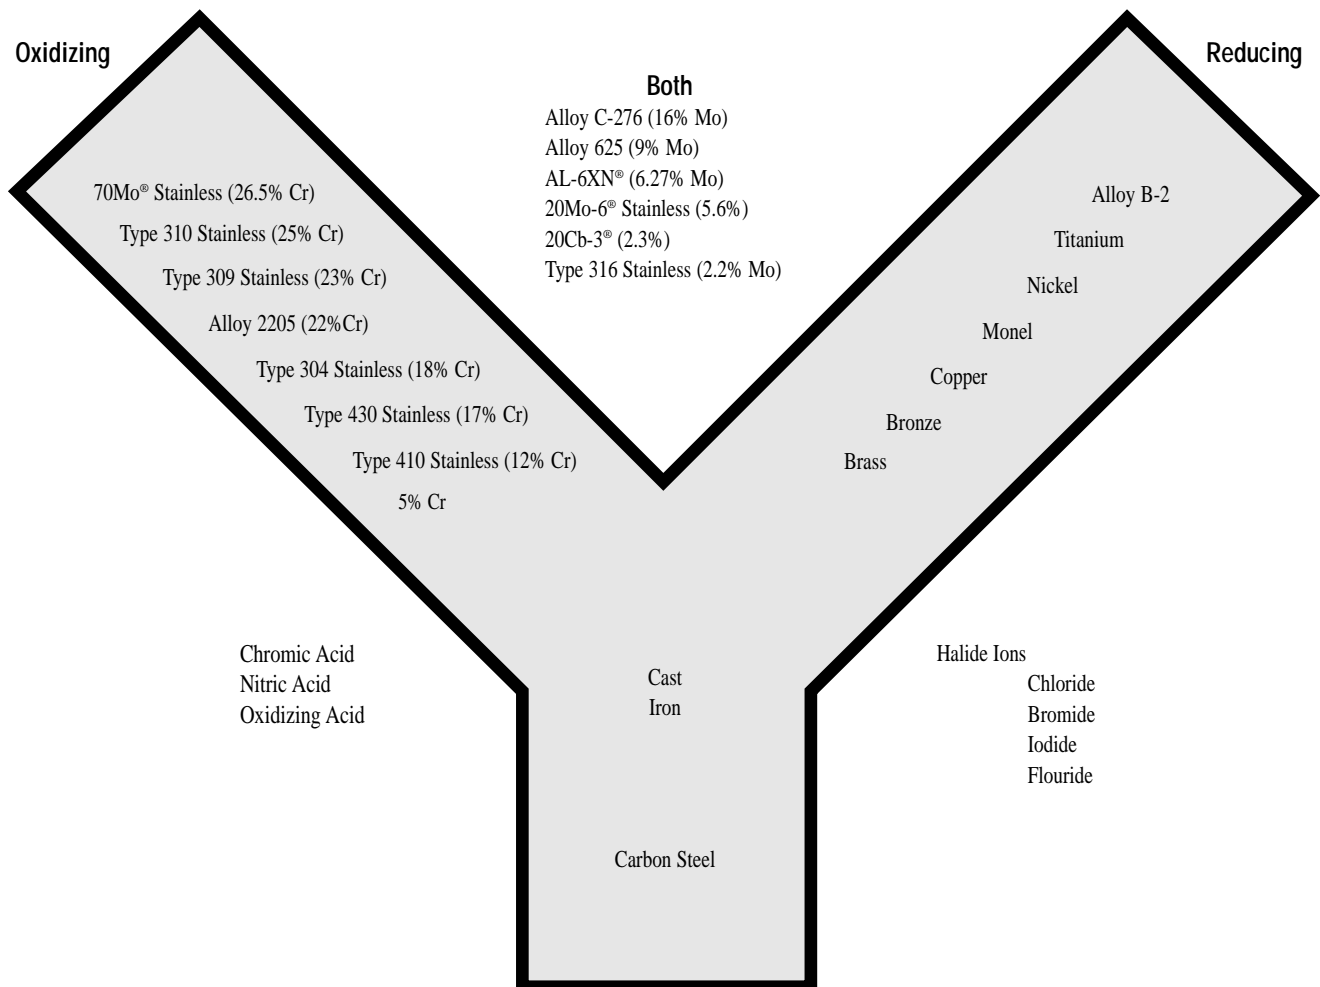 Oxidizing
Reducing
Both
Alloy C-276 (16% Mo)
Alloy 625 (9% Mo)
AL-6XN® (6.27% Mo)
20Mo-6® Stainless (5.6%)
20Cb-3® (2.3%)
Type 316 Stainless (2.2% Mo)
70Mo® Stainless (26.5% Cr)
Type 310 Stainless (25% Cr)
Type 309 Stainless (23% Cr)
Alloy 2205 (22%Cr)
Type 304 Stainless (18% Cr)
Type 430 Stainless (17% Cr)
Type 410 Stainless (12% Cr)
5% Cr
Alloy B-2
Titanium
Nickel
Monel
Copper
Bronze
Brass
Chromic Acid
Nitric Acid
Oxidizing Acid
Cast
Iron
Carbon Steel
Halide Ions
Chloride
Bromide
Iodide
Flouride